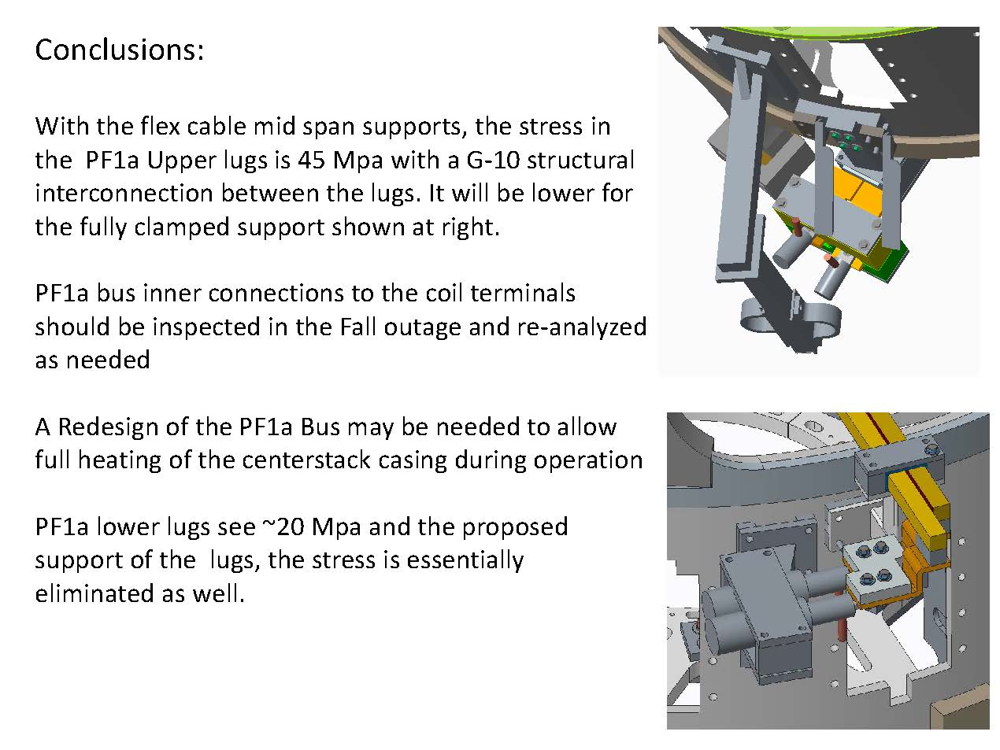 Conclusions:
With the flex cable mid span supports, the stress in
the  PF1a Upper lugs is 45 Mpa with a G-10 structural
interconnection between the lugs. It will be lower for
the fully clamped support shown at right.
PF1a bus inner connections to the coil terminals
should be inspected in the Fall outage and re-analyzed
as needed
A Redesign of the PF1a Bus may be needed to allow
full heating of the centerstack casing during operation
PF1a lower lugs see ~20 Mpa and the proposed
support of the  lugs, the stress is essentially
eliminated as well.